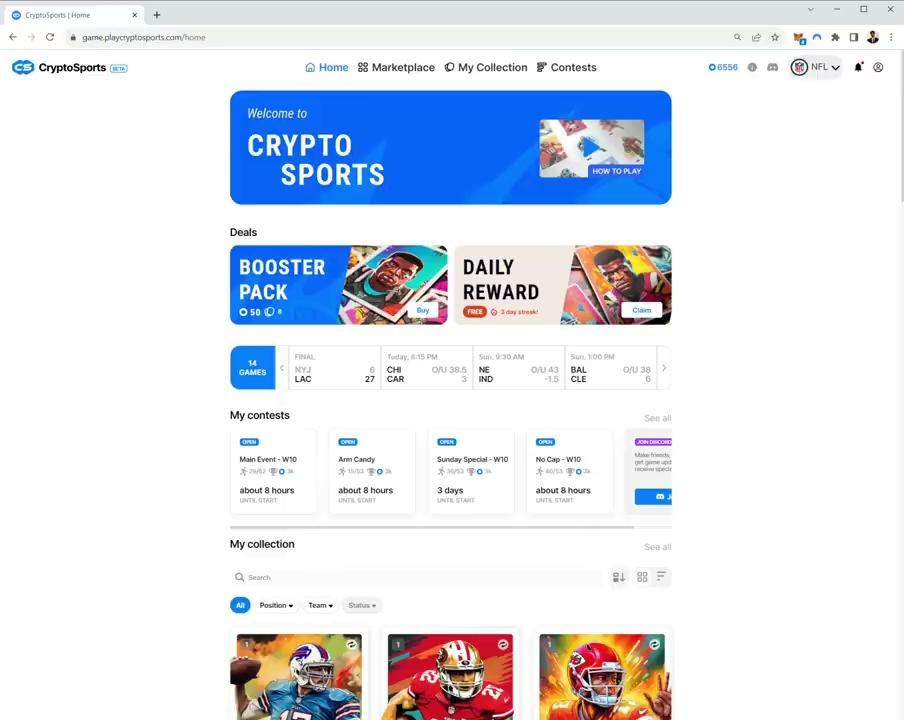 CryptoSports | Home
game.playcryptosports.com/home
CS CryptoSports BETA
Home
Marketplace
My Collection
Contests
6556
NFL
Welcome to
CRYPTO
SPORTS
HOW TO PLAY
Deals
BOOSTER
PACK
50 8
Buy
DAILY
REWARD
FREE 3 day streak!
Claim
14
GAMES
FINAL
NYJ 6
LAC 27
Today, 8:15 PM
CHI O/U 38.5
CAR 3
Sun, 9:30 AM
NE O/U 43
IND -1.5
Sun, 1:00 PM
BAL O/U 38
CLE 6
My contests
See all
OPEN
Main Event - W10
29/62 3k
about 8 hours
UNTIL START
OPEN
Arm Candy
15/53 3k
about 8 hours
UNTIL START
OPEN
Sunday Special - W10
36/53 3k
3 days
UNTIL START
OPEN
No Cap - W10
40/53 3k
about 8 hours
UNTIL START
JOIN DISCORD
Make friends,
get game upd
receive specia
My collection
See all
Search
All
Position
Team
Status
1
1
1